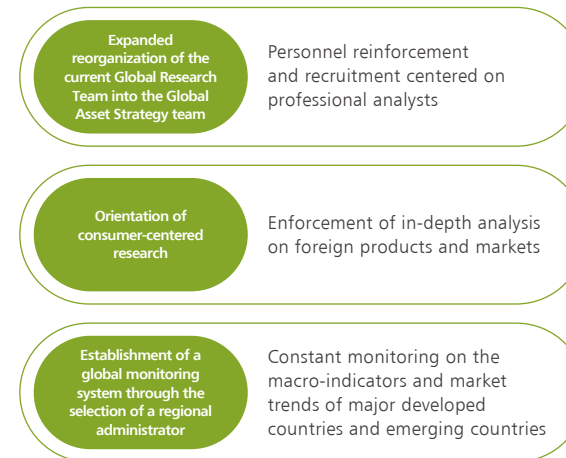 Expanded
reorganization of the
current Global Research
Team into the Global
Asset Strategy team
Personnel reinforcement
and recruitment centered on
professional analysts
Orientation of
consumer-centered
research
Enforcement of in-depth analysis
on foreign products and markets
Establishment of a
global monitoring
system through the
selection of a regional
administrator
Constant monitoring on the
macro-indicators and market
trends of major developed
countries and emerging countries